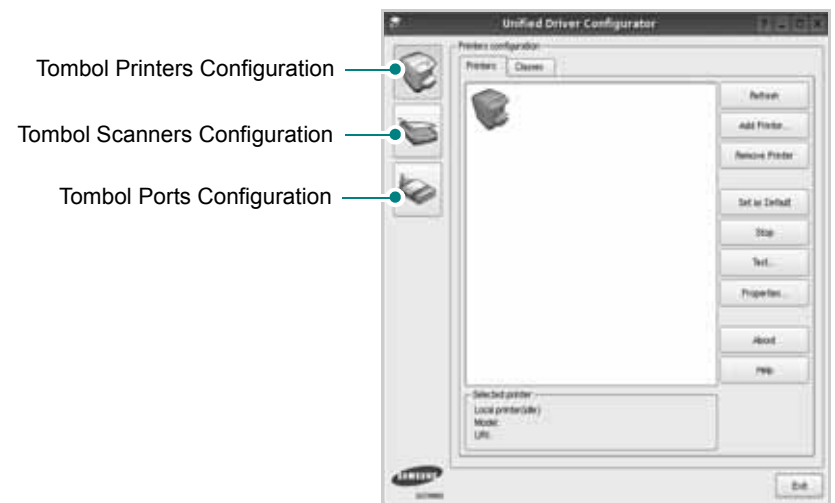 Unified Driver Configurator
Tombol Printers Configuration
Tombol Scanners Configuration
Tombol Ports Configuration
Printers configuration
Printers
Classes
Refresh
Add Printer...
Remove Printer
Set as Default
Stop
Test...
Properties...
About
Help
Selected printer
Local printer(idle)
Model:
URI:
SAMSUNG
Exit